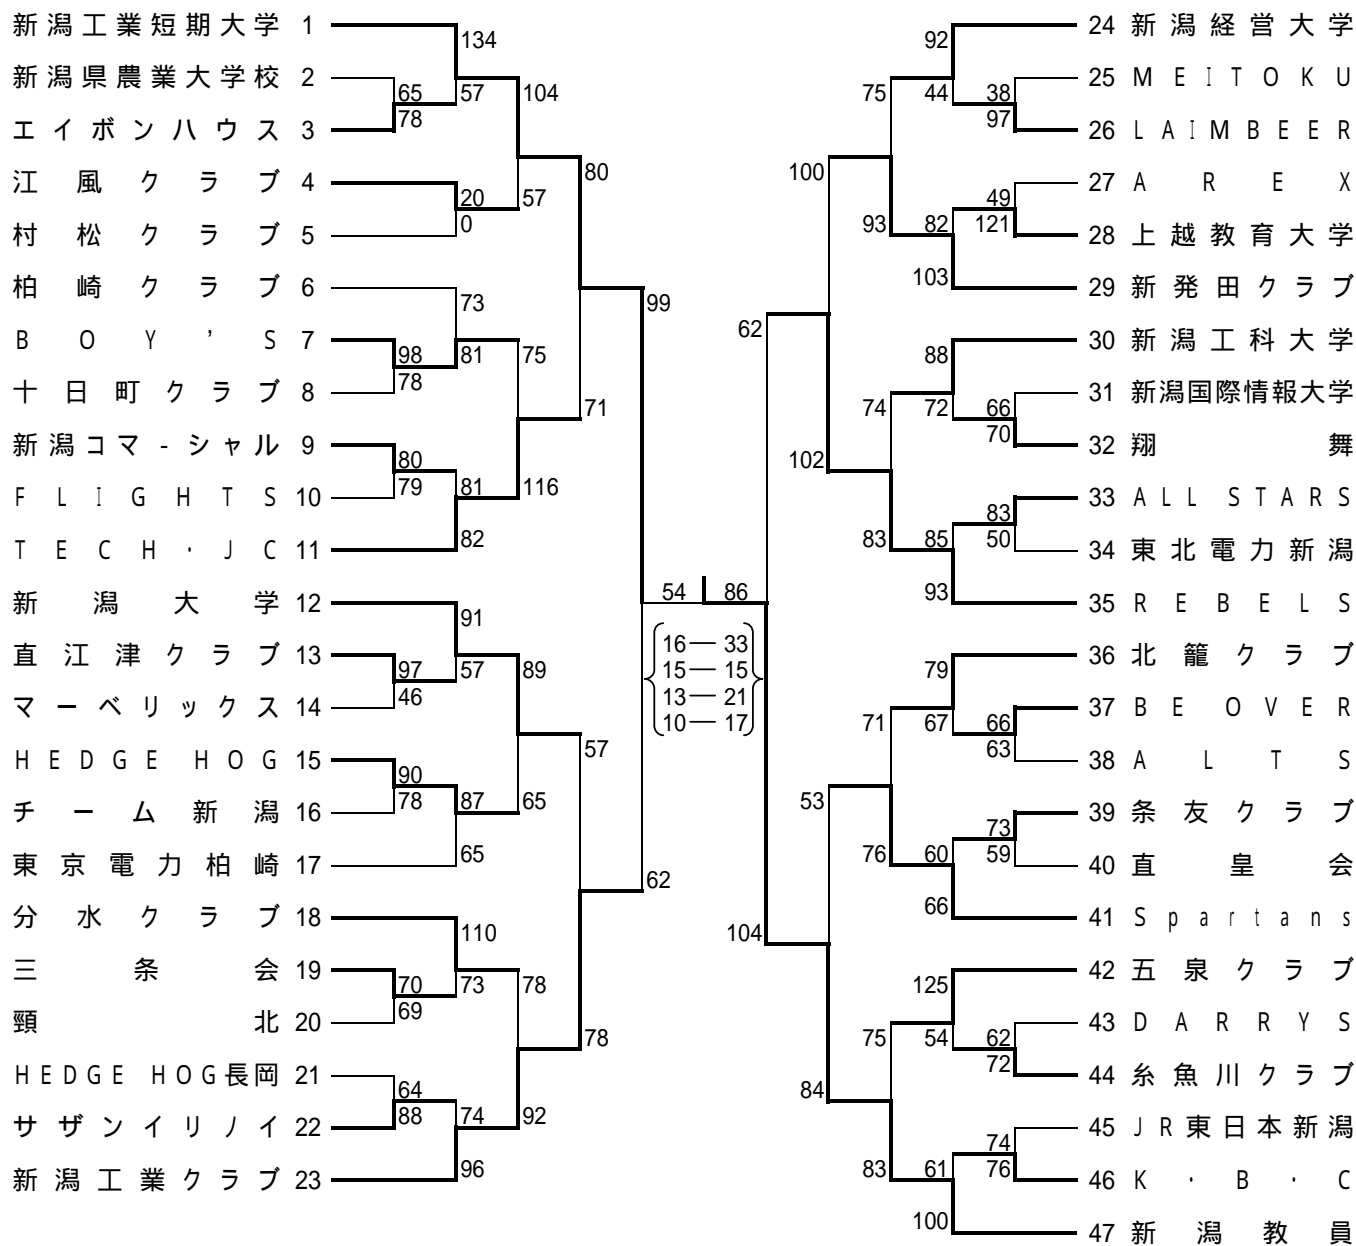 新潟工業短期大学 1
134
新潟県農業大学校 2
65 57 104
78
エイボンハウス 3
80
江風クラブ 4
20 57
0
村松クラブ 5
柏崎クラブ 6
73
99
BOY'S 7
98 81 75
78
十日町クラブ 8
71
新潟コマ-シャル 9
80
79 81 116
FLIGHTS 10
82
TECH・JC 11
新潟大学 12
91
直江津クラブ 13
97 57 89
46
マーベリックス 14
57
HEDGE HOG 15
90
78 87 65
チーム新潟 16
65
東京電力柏崎 17
62
分水クラブ 18
110
三条会 19
70 73 78
69
頸北 20
78
HEDGE HOG長岡 21
64
88 74 92
サザンイリノイ 22
96
新潟工業クラブ 23
54 86
16 — 33
15 — 15
13 — 21
10 — 17
24 新潟経営大学
92
25 MEITOKU
75 44 38
97
26 LAIMBEER
100
27 AREX
49
93 82 121
28 上越教育大学
103
29 新発田クラブ
62
30 新潟工科大学
88
31 新潟国際情報大学
74 72 66
70
32 翔舞
102
33 ALL STARS
83
83 85 50
34 東北電力新潟
93
35 REBELS
36 北籠クラブ
79
37 BE OVER
71 67 66
63
38 ALTS
53
39 条友クラブ
73
76 60 59
40 直皇会
66
41 Spartans
104
42 五泉クラブ
125
43 DARRYS
75 54 62
72
44 糸魚川クラブ
84
45 JR東日本新潟
74
83 61 76
46 K・B・C
100
47 新潟教員